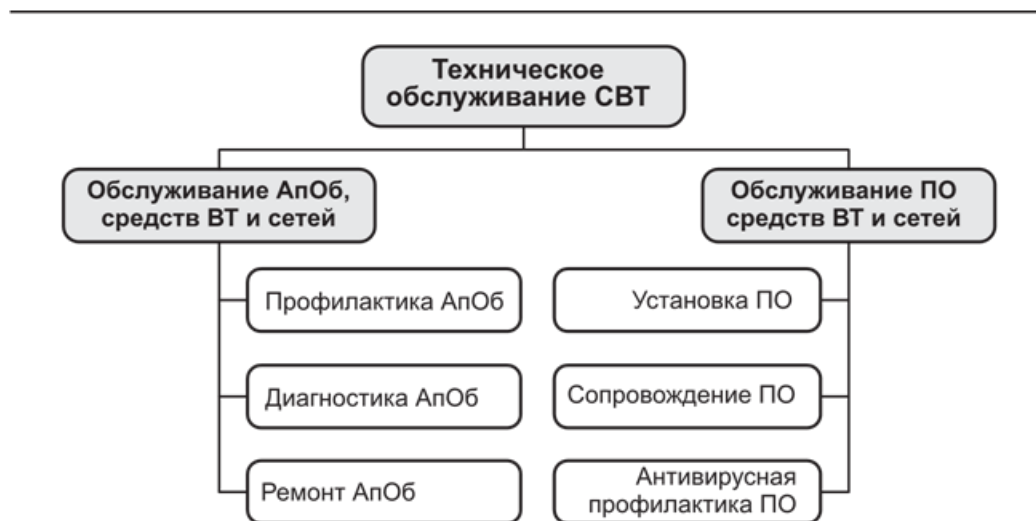 Техническое
обслуживание СВТ
Обслуживание АпОб,
средств ВТ и сетей
Обслуживание ПО
средств ВТ и сетей
Профилактика АпОб
Установка ПО
Диагностика АпОб
Сопровождение ПО
Ремонт АпОб
Антивирусная
профилактика ПО